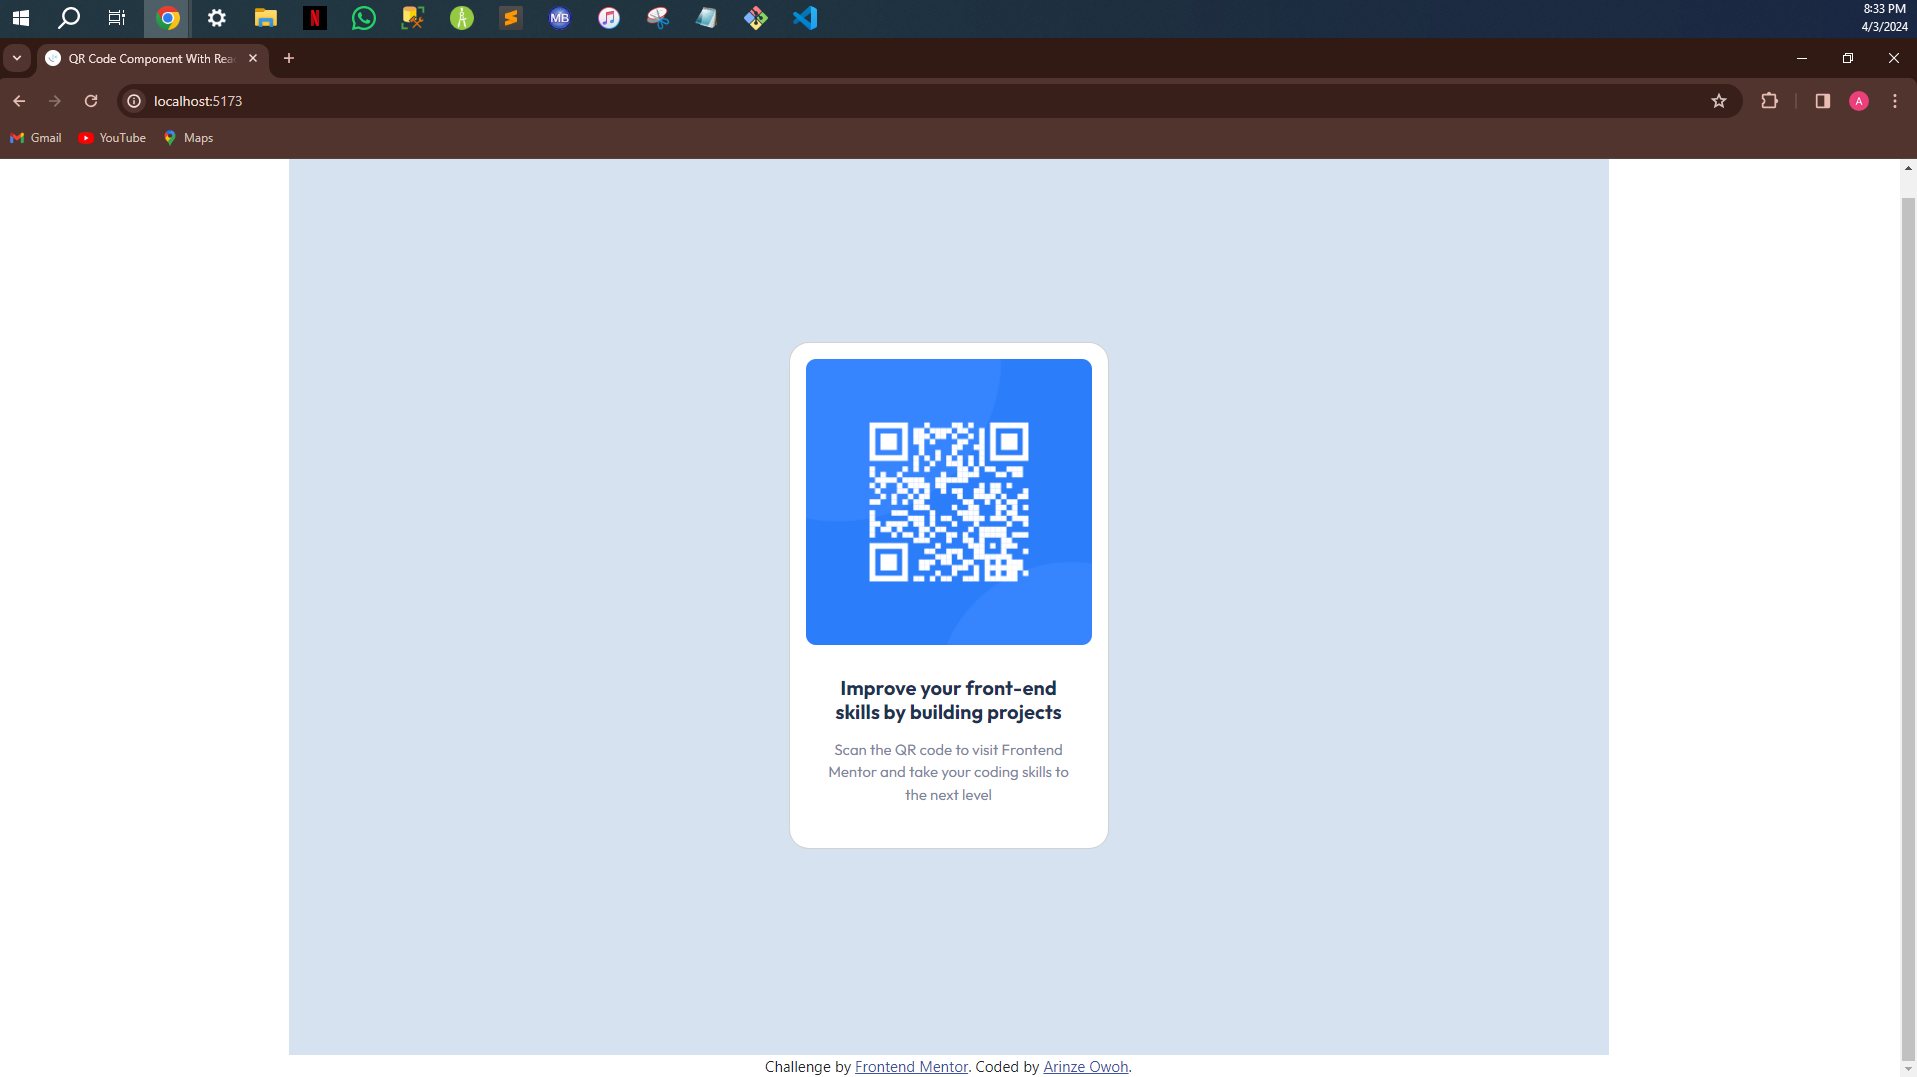 8:33 PM
4/3/2024
N
MB
QR Code Component With Rea
localhost:5173
A
Gmail
YouTube
Maps
Improve your front-end
skills by building projects
Scan the QR code to visit Frontend
Mentor and take your coding skills to
the next level
Challenge by Frontend Mentor. Coded by Arinze Owoh.